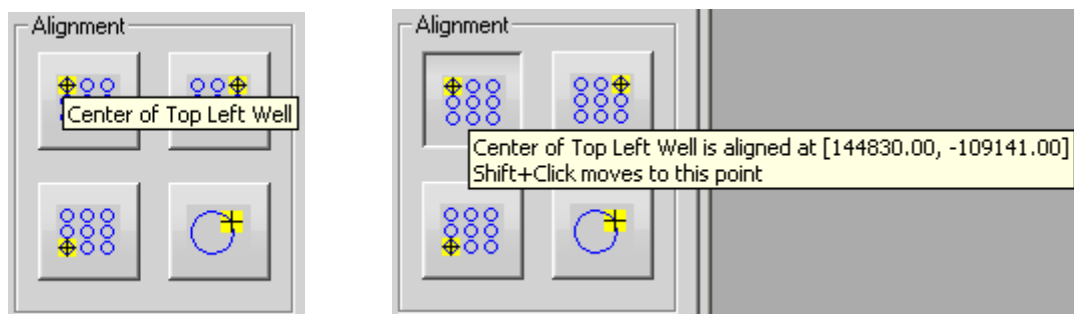 Alignment
Center of Top Left Well
Alignment
Center of Top Left Well is aligned at [144830.00, -109141.00]
Shift+Click moves to this point